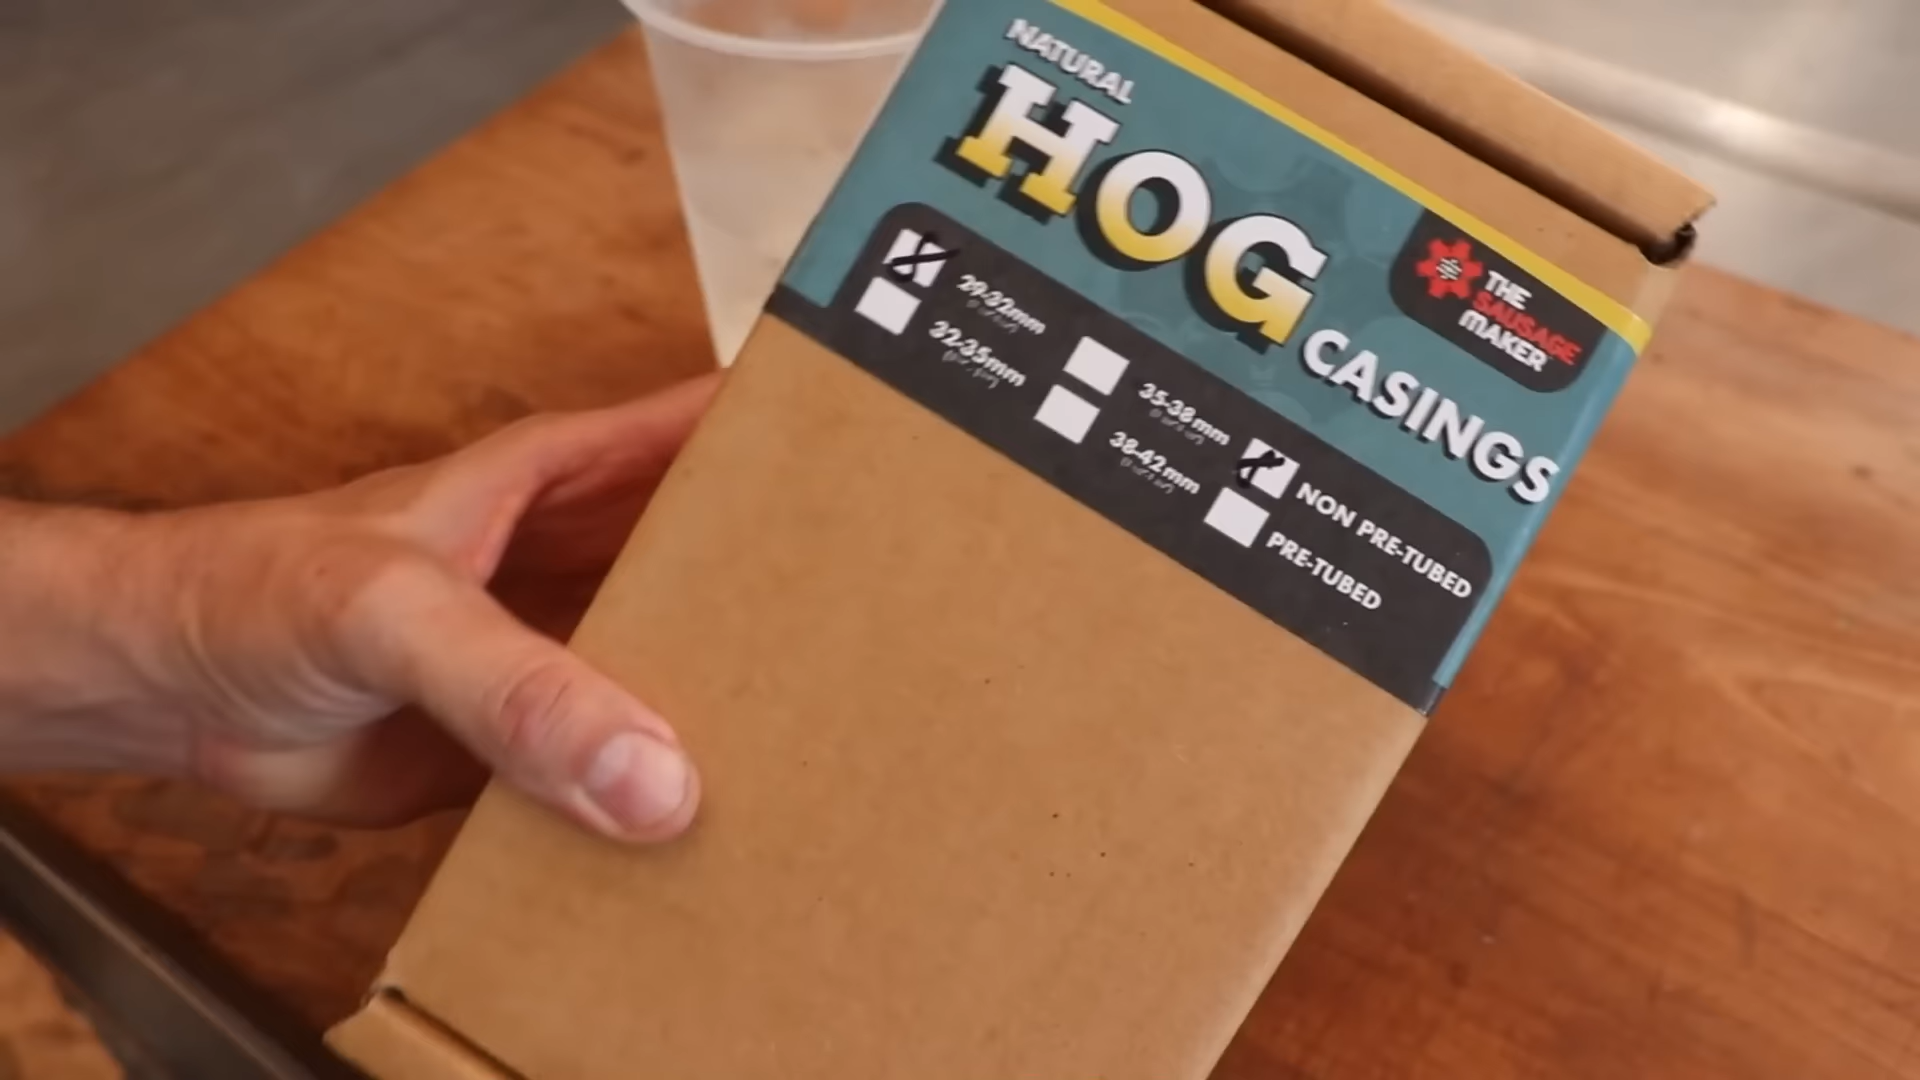 NATURAL
HOG
CASINGS
THE
SAUSAGE
MAKER
29-32mm
32-35mm
35-38mm
38-42mm
NON PRE-TUBED
PRE-TUBED